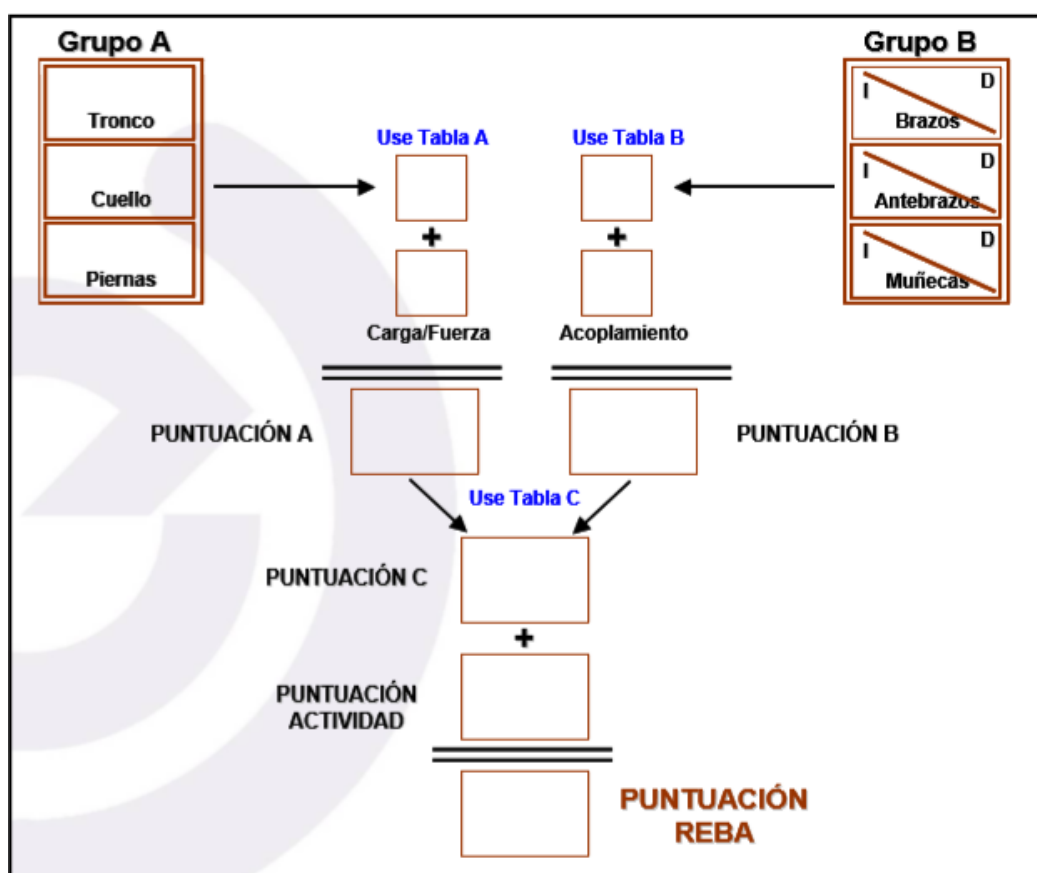 Grupo A
Grupo B
Tronco
Cuello
Piernas
Use Tabla A
Use Tabla B
I
D
Brazos
I
D
Antebrazos
I
D
Muñecas
+
+
Carga/Fuerza
Acoplamiento
PUNTUACIÓN A
PUNTUACIÓN B
Use Tabla C
PUNTUACIÓN C
+
PUNTUACIÓN
ACTIVIDAD
PUNTUACIÓN
REBA